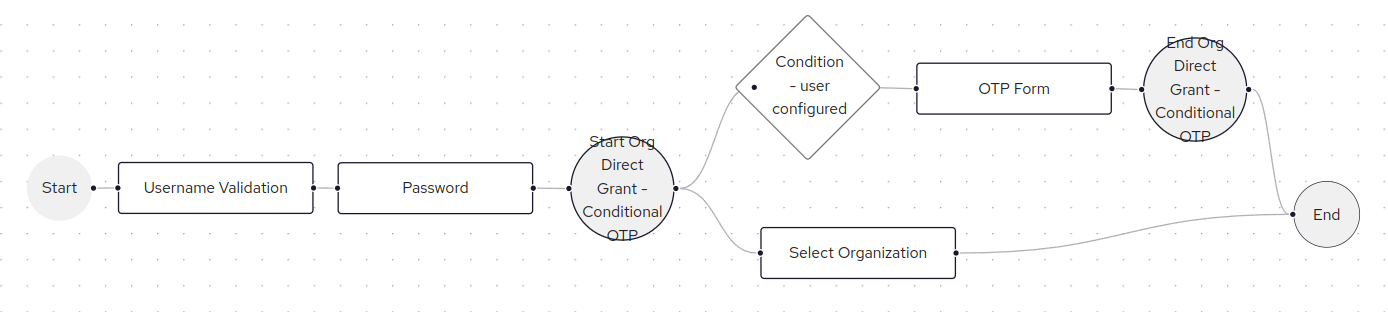 Start
Username Validation
Password
Start Org
Direct
Grant -
Conditional
OTP
Condition
- user
configured
OTP Form
End Org
Direct
Grant -
Conditional
OTP
Select Organization
End